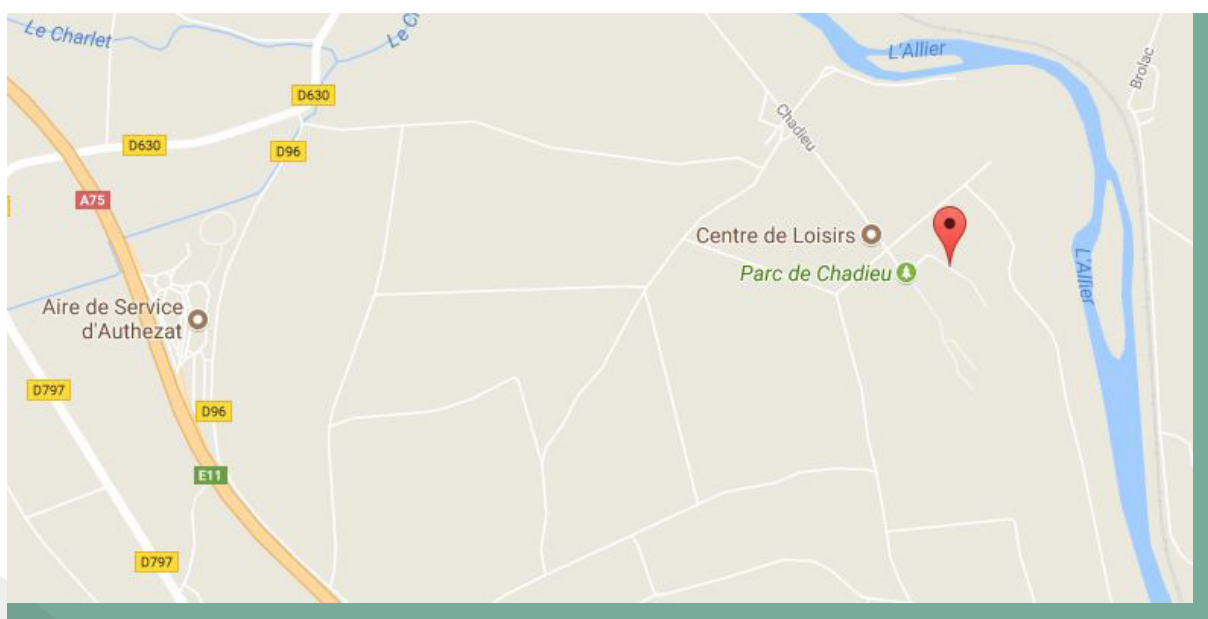 Le Charlet
Le C
L'Allier
Brolac
D630
Chadieu
D630
D96
A75
Centre de Loisirs
Parc de Chadieu
L'Allier
Aire de Service
d'Authezat
D797
D96
E11
D797